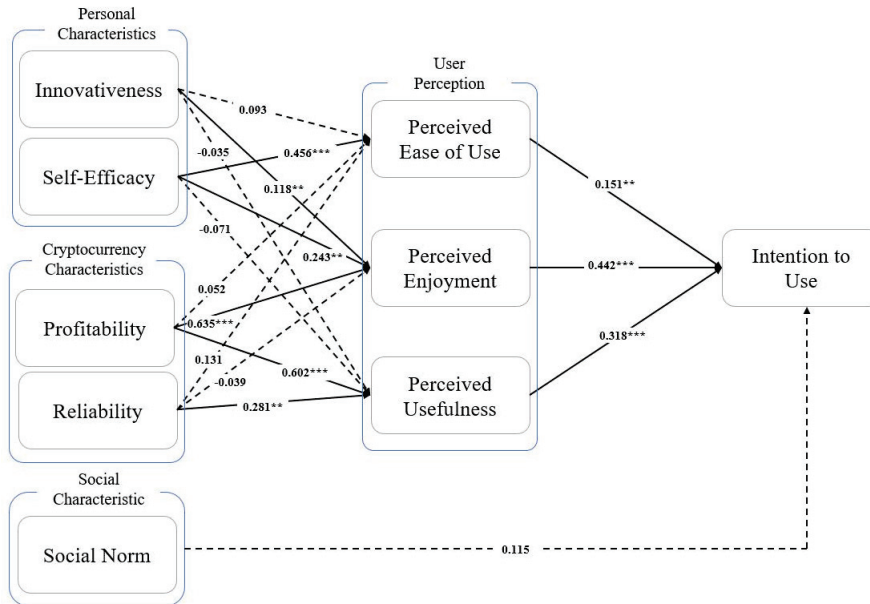 Personal
Characteristics
Innovativeness
Self-Efficacy
Cryptocurrency
Characteristics
Profitability
Reliability
Social
Characteristic
Social Norm
0.093
-0.035
0.456***
0.118**
-0.071
0.243**
0.052
0.635***
0.131
0.602***
-0.039
0.281**
User
Perception
Perceived
Ease of Use
Perceived
Enjoyment
Perceived
Usefulness
0.151**
0.442***
0.318***
0.115
Intention to
Use